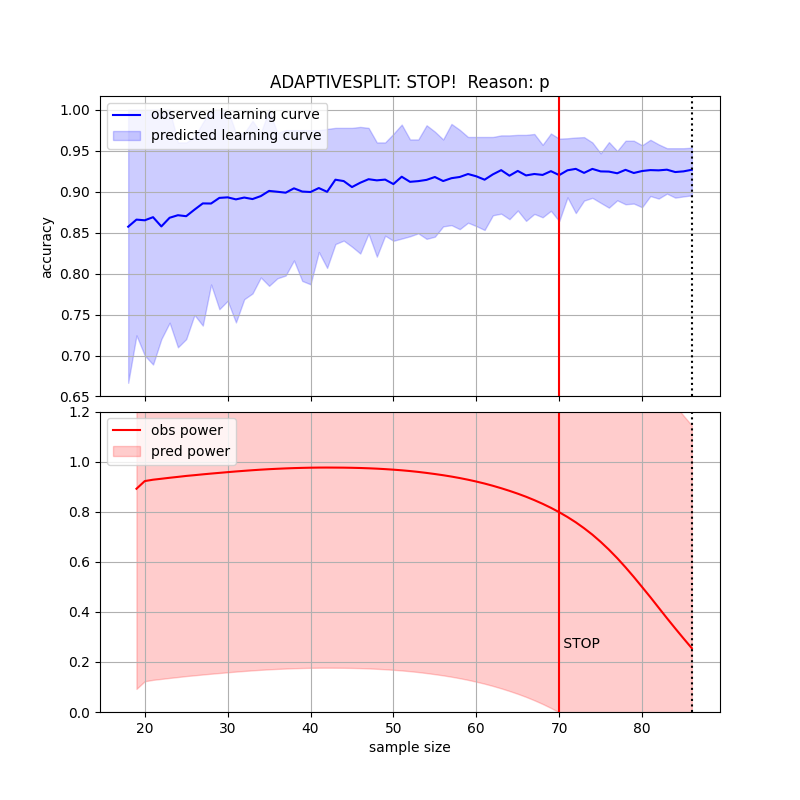 ADAPTIVESPLIT: STOP!  Reason: p
1.00
0.95
0.90
0.85
0.80
0.75
0.70
0.65
accuracy
observed learning curve
predicted learning curve
1.2
1.0
0.8
0.6
0.4
0.2
0.0
obs power
pred power
STOP
20 30 40 50 60 70 80
sample size